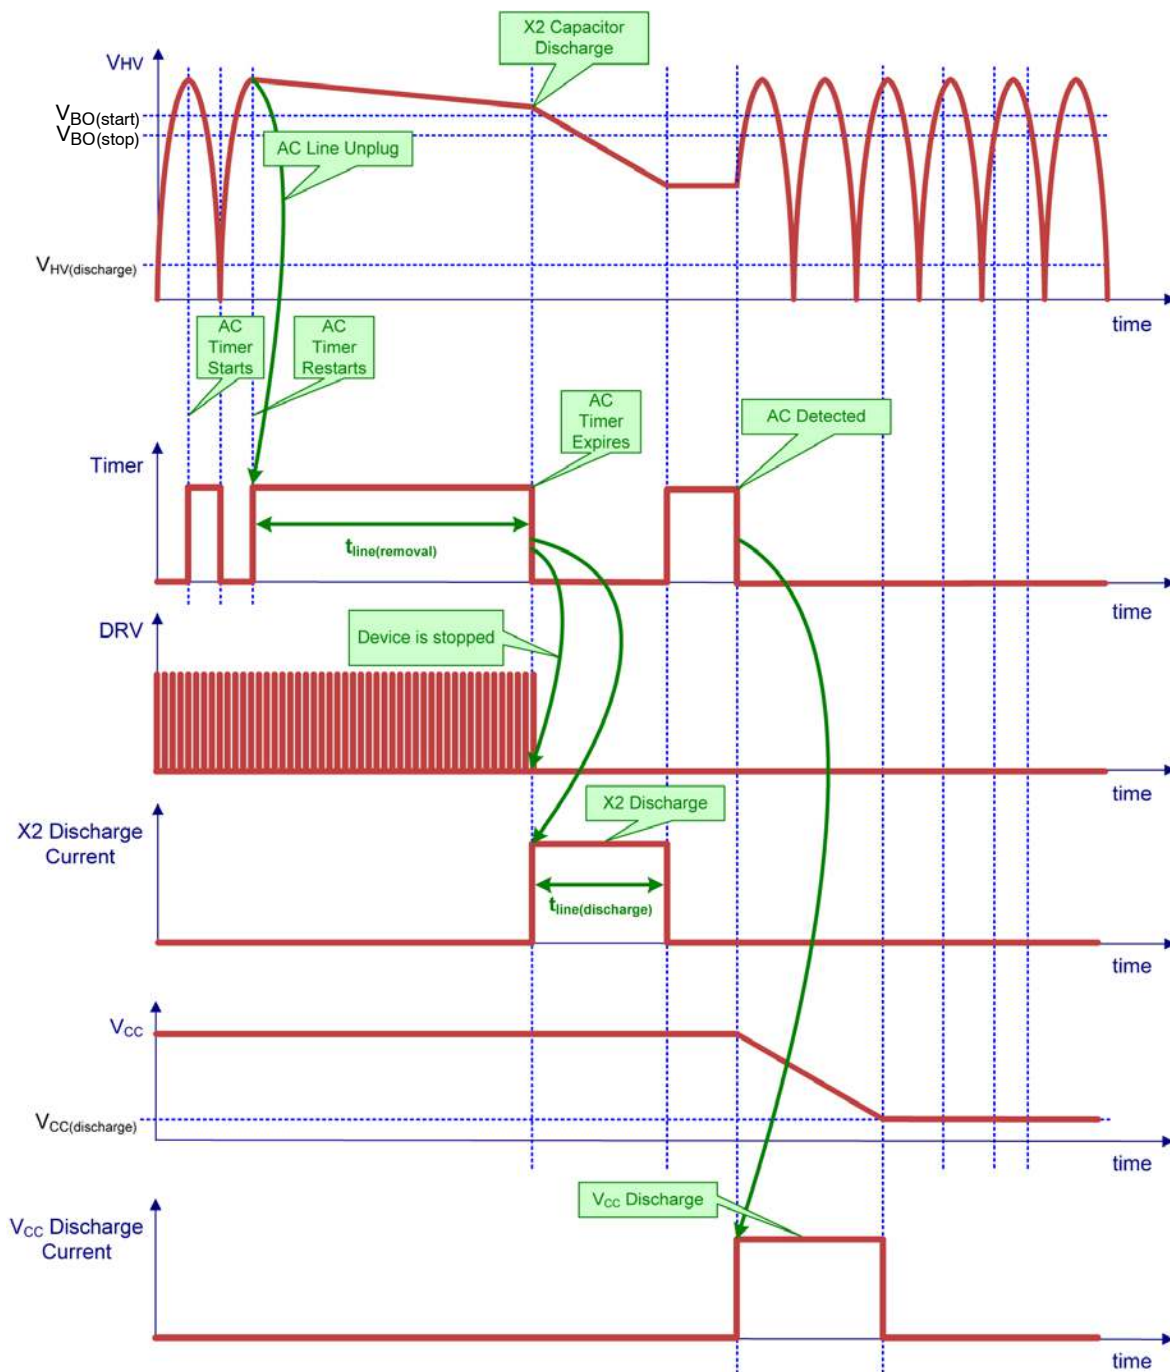 X2 Capacitor
Discharge
VHV
VBO(start)
VBO(stop)
AC Line Unplug
VHV(discharge)
time
AC
Timer
Starts
AC
Timer
Restarts
AC
Timer
Expires
AC Detected
Timer
tline(removal)
time
DRV
Device is stopped
time
X2 Discharge
X2 Discharge
Current
tline(discharge)
time
VCC
VCC(discharge)
time
VCC Discharge
VCC Discharge
Current
time